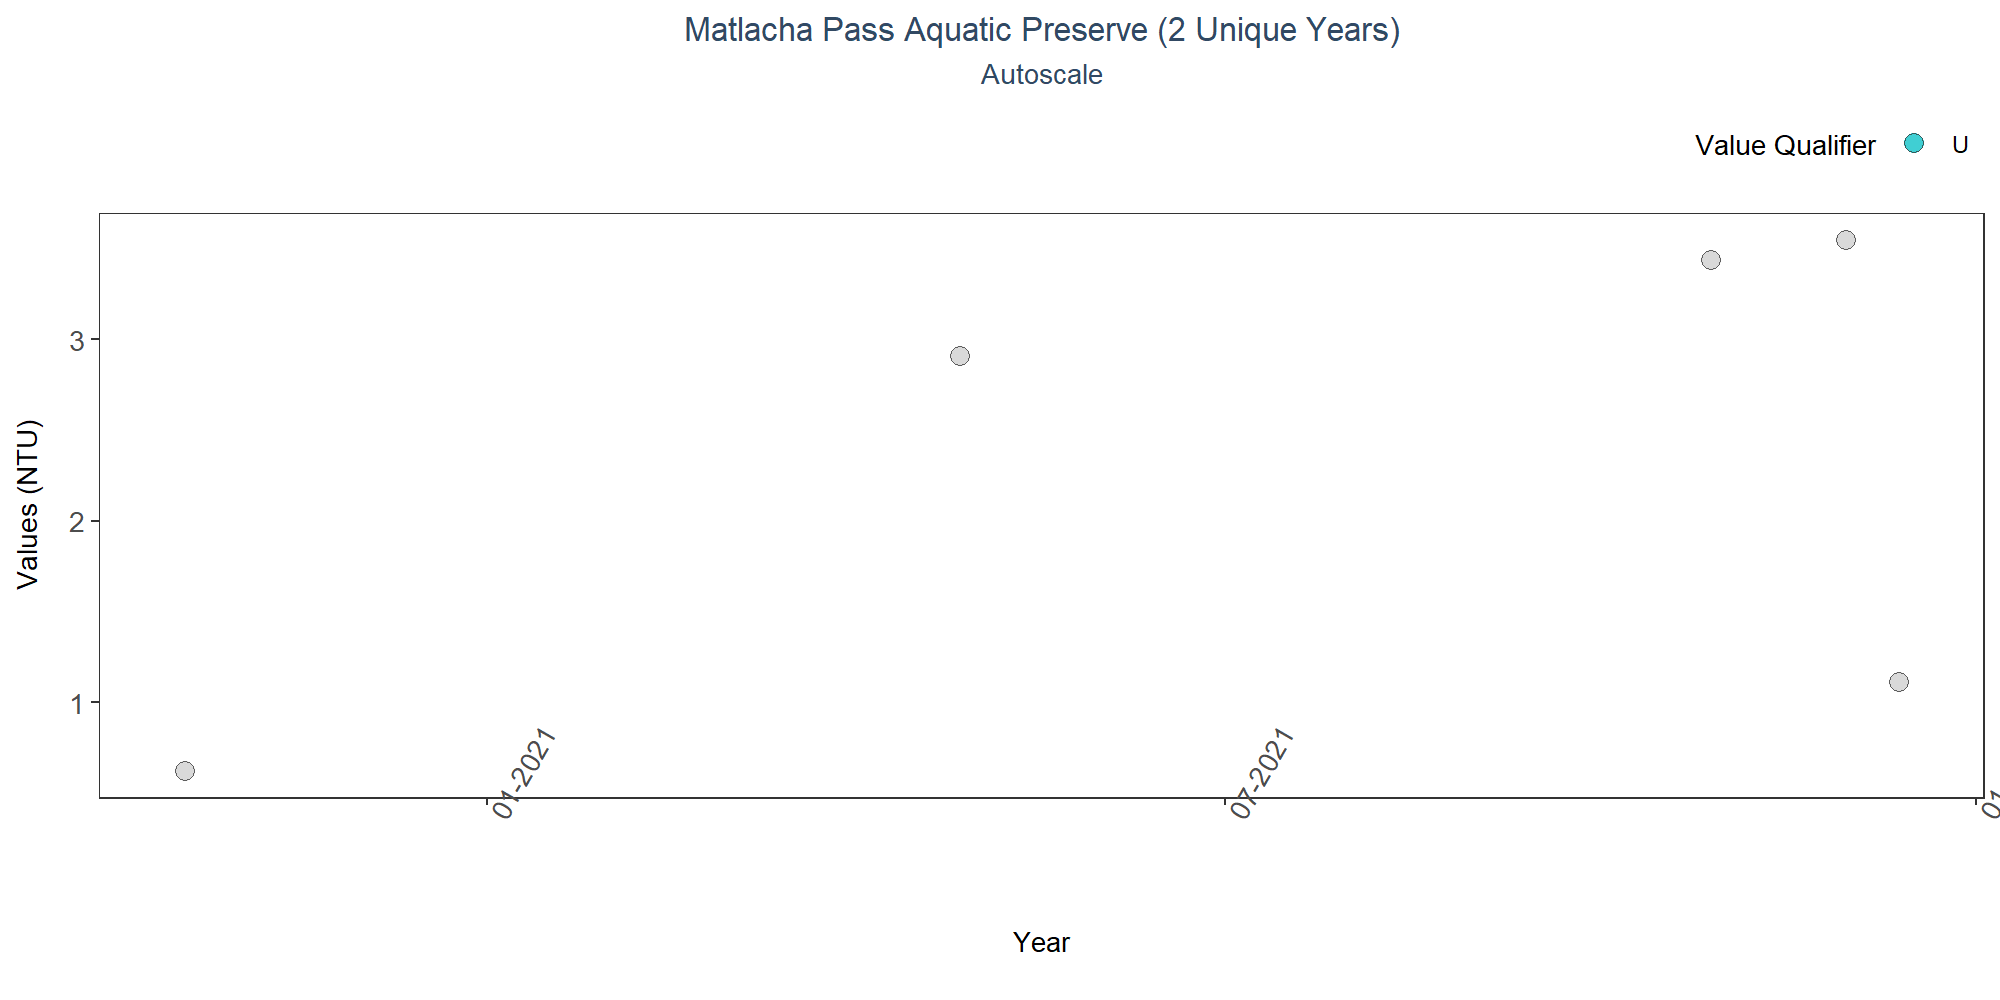 Matlacha Pass Aquatic Preserve (2 Unique Years)
Autoscale
Value Qualifier U
3
2
1
Values (NTU)
01-2021
07-2021
01
Year